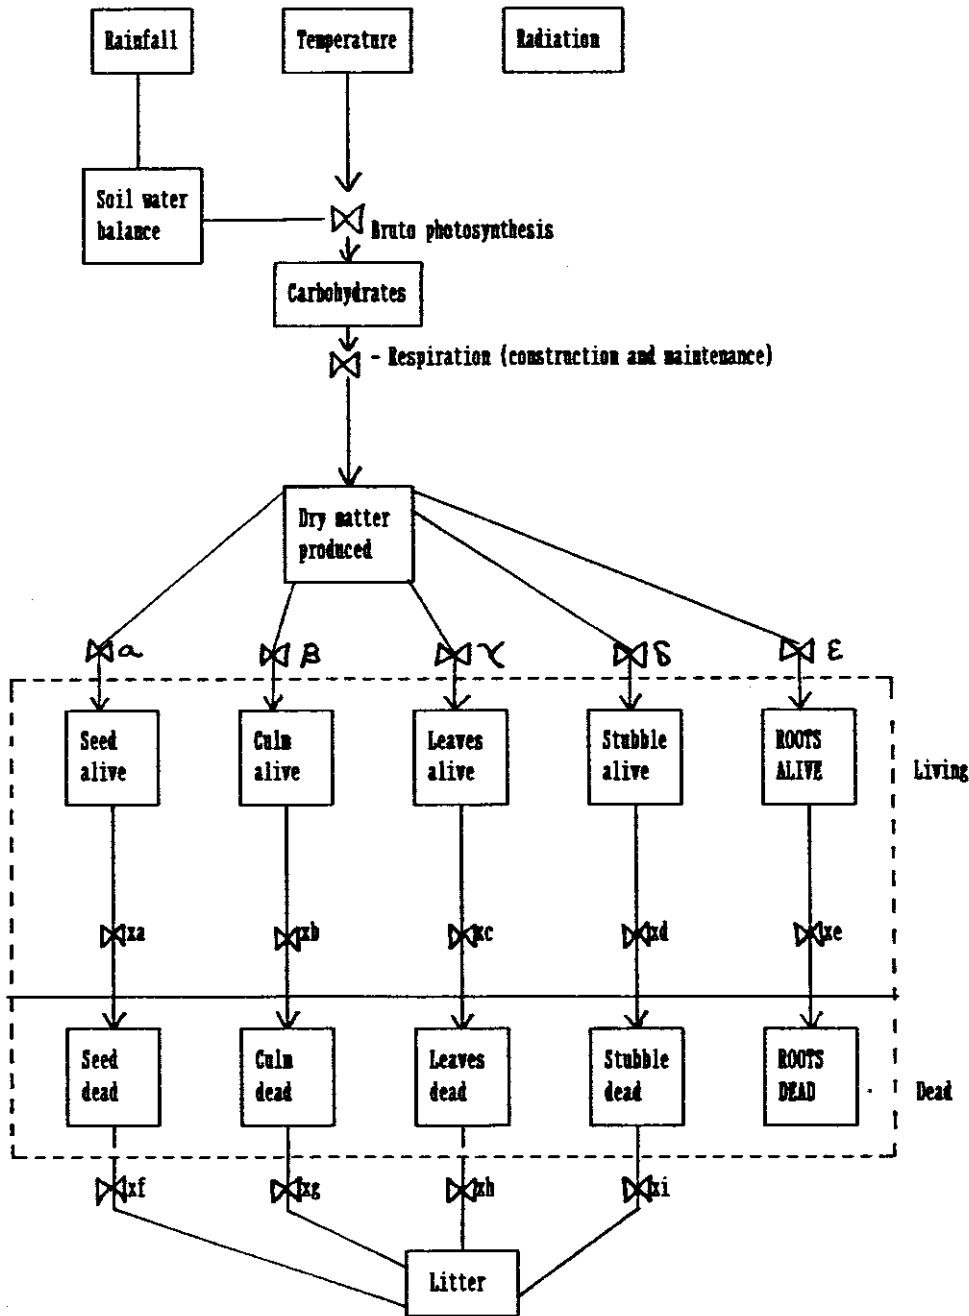 Rainfall
Temperature
Radiation
Soil water
balance
Bruto photosynthesis
Carbohydrates
- Respiration (construction and maintenance)
Dry matter
produced
α
β
γ
δ
ε
Seed
alive
Culm
alive
Leaves
alive
Stubble
alive
ROOTS
ALIVE
Living
xa
xb
xc
xd
xe
Seed
dead
Culm
dead
Leaves
dead
Stubble
dead
ROOTS
DEAD
Dead
xf
xg
xh
xi
Litter